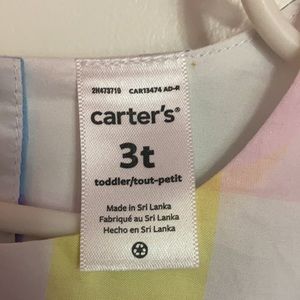 2H473719 CAR13474 AD-R
carter's®
3t
toddler/tout-petit
Made in Sri Lanka
Fabriqué au Sri Lanka
Hecho en Sri Lanka